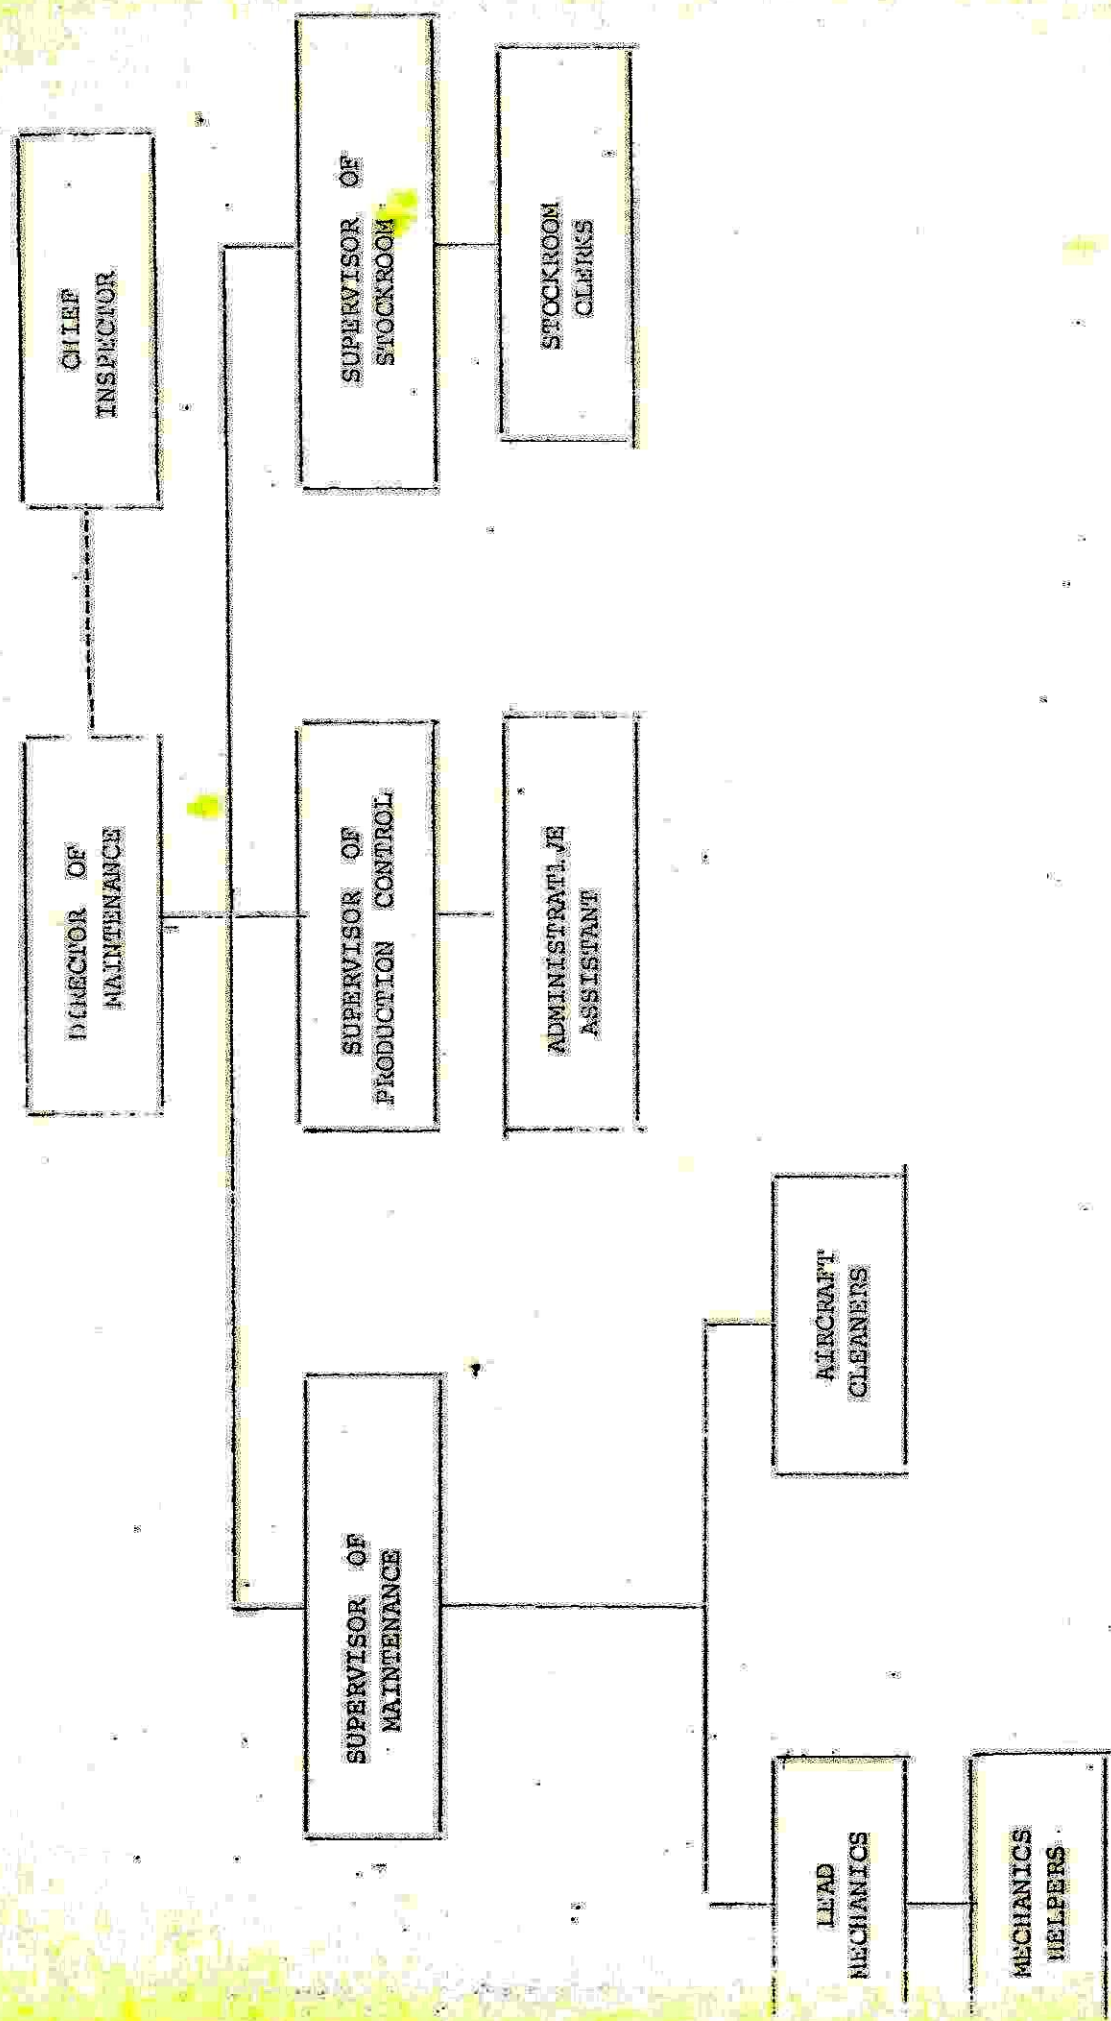 DIRECTOR OF
MAINTENANCE
CHIEF
INSPECTOR
SUPERVISOR OF
MAINTENANCE
SUPERVISOR OF
PRODUCTION CONTROL
SUPERVISOR OF
STOCKROOM
ADMINISTRATIVE
ASSISTANT
STOCKROOM
CLERKS
LEAD
MECHANICS
AIRCRAFT
CLEANERS
MECHANICS
HELPERS